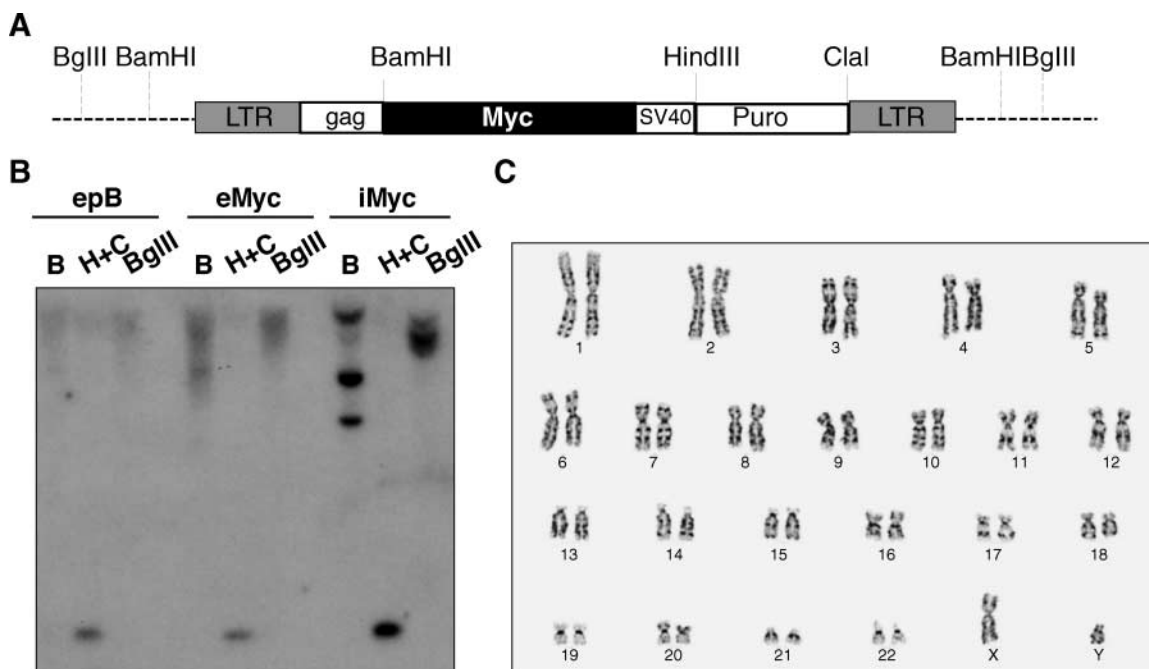 A
BglII BamHI BamHI HindIII ClaI BamHI BglII
LTR gag Myc SV40 Puro LTR
B
epB eMyc iMyc
B H+C BglII B H+C BglII B H+C BglII
C
1 2 3 4 5
6 7 8 9 10 11 12
13 14 15 16 17 18
19 20 21 22 X Y